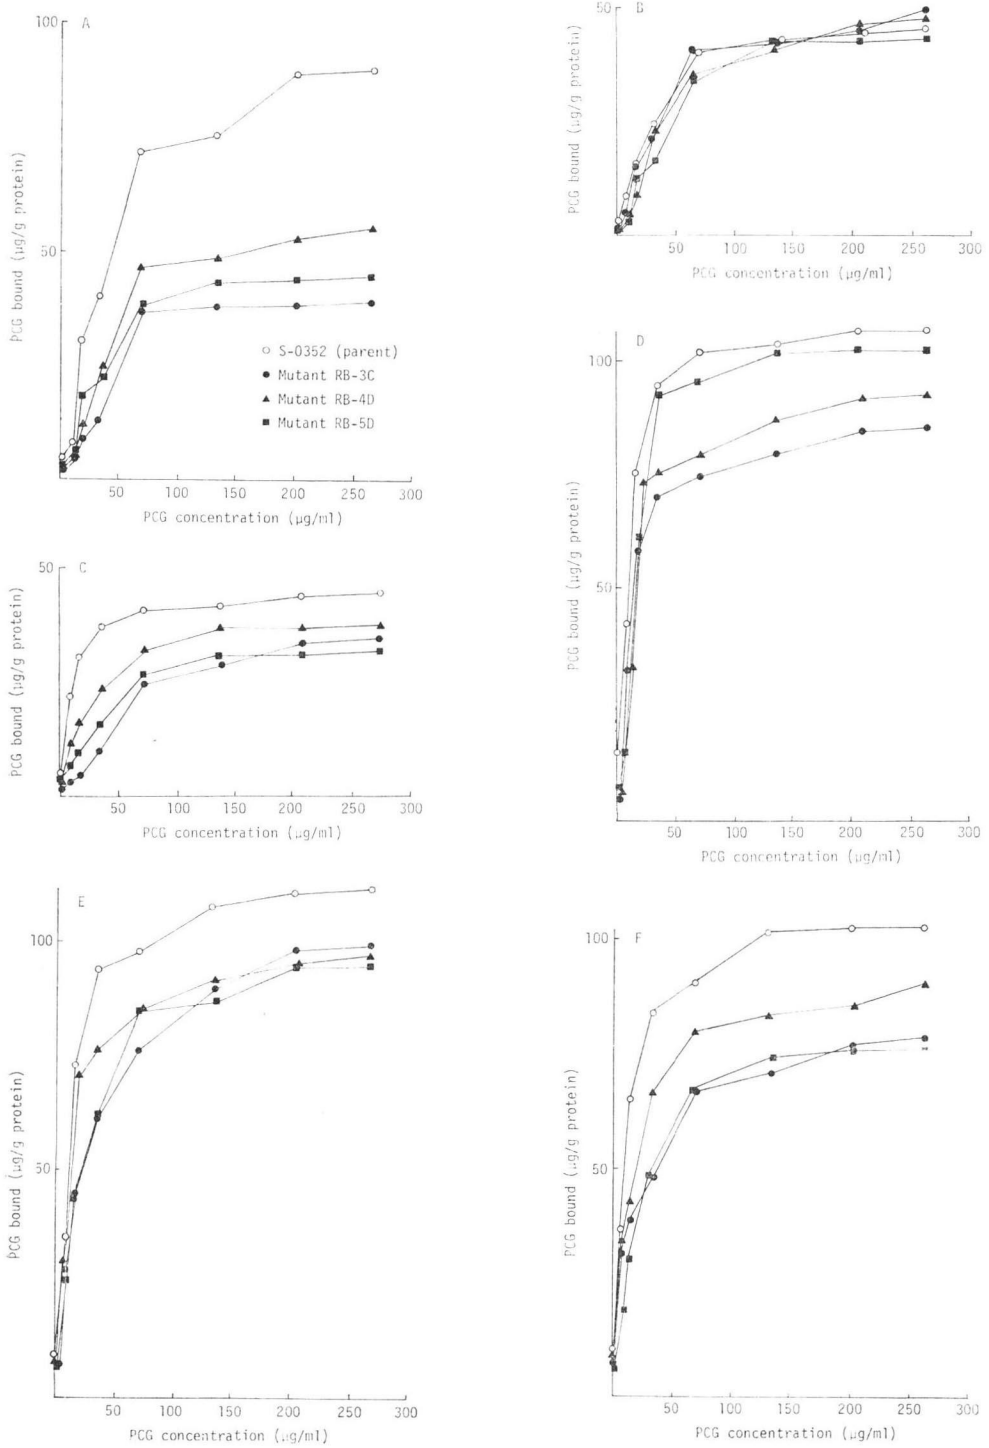 A
100
50
PCG bound (µg/g protein)
○ S-0352 (parent)
● Mutant RB-3C
▲ Mutant RB-4D
■ Mutant RB-5D
50 100 150 200 250 300
PCG concentration (µg/ml)
B
50
PCG bound (µg/g protein)
50 100 150 200 250 300
PCG concentration (µg/ml)
C
50
PCG bound (µg/g protein)
50 100 150 200 250 300
PCG concentration (µg/ml)
D
100
50
PCG bound (µg/g protein)
50 100 150 200 250 300
PCG concentration (µg/ml)
E
100
50
PCG bound (µg/g protein)
50 100 150 200 250 300
PCG concentration (µg/ml)
F
100
50
PCG bound (µg/g protein)
50 100 150 200 250 300
PCG concentration (µg/ml)